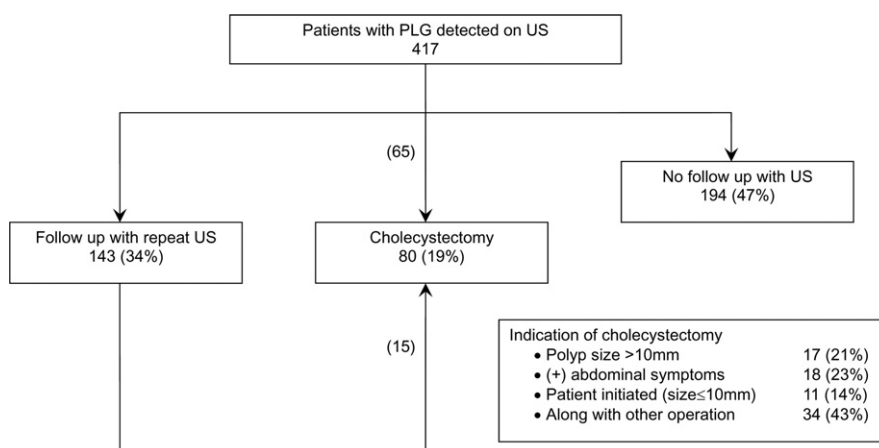 Patients with PLG detected on US
417
(65)
No follow up with US
194 (47%)
Follow up with repeat US
143 (34%)
Cholecystectomy
80 (19%)
(15)
Indication of cholecystectomy
• Polyp size >10mm 17 (21%)
• (+) abdominal symptoms 18 (23%)
• Patient initiated (size≤10mm) 11 (14%)
• Along with other operation 34 (43%)